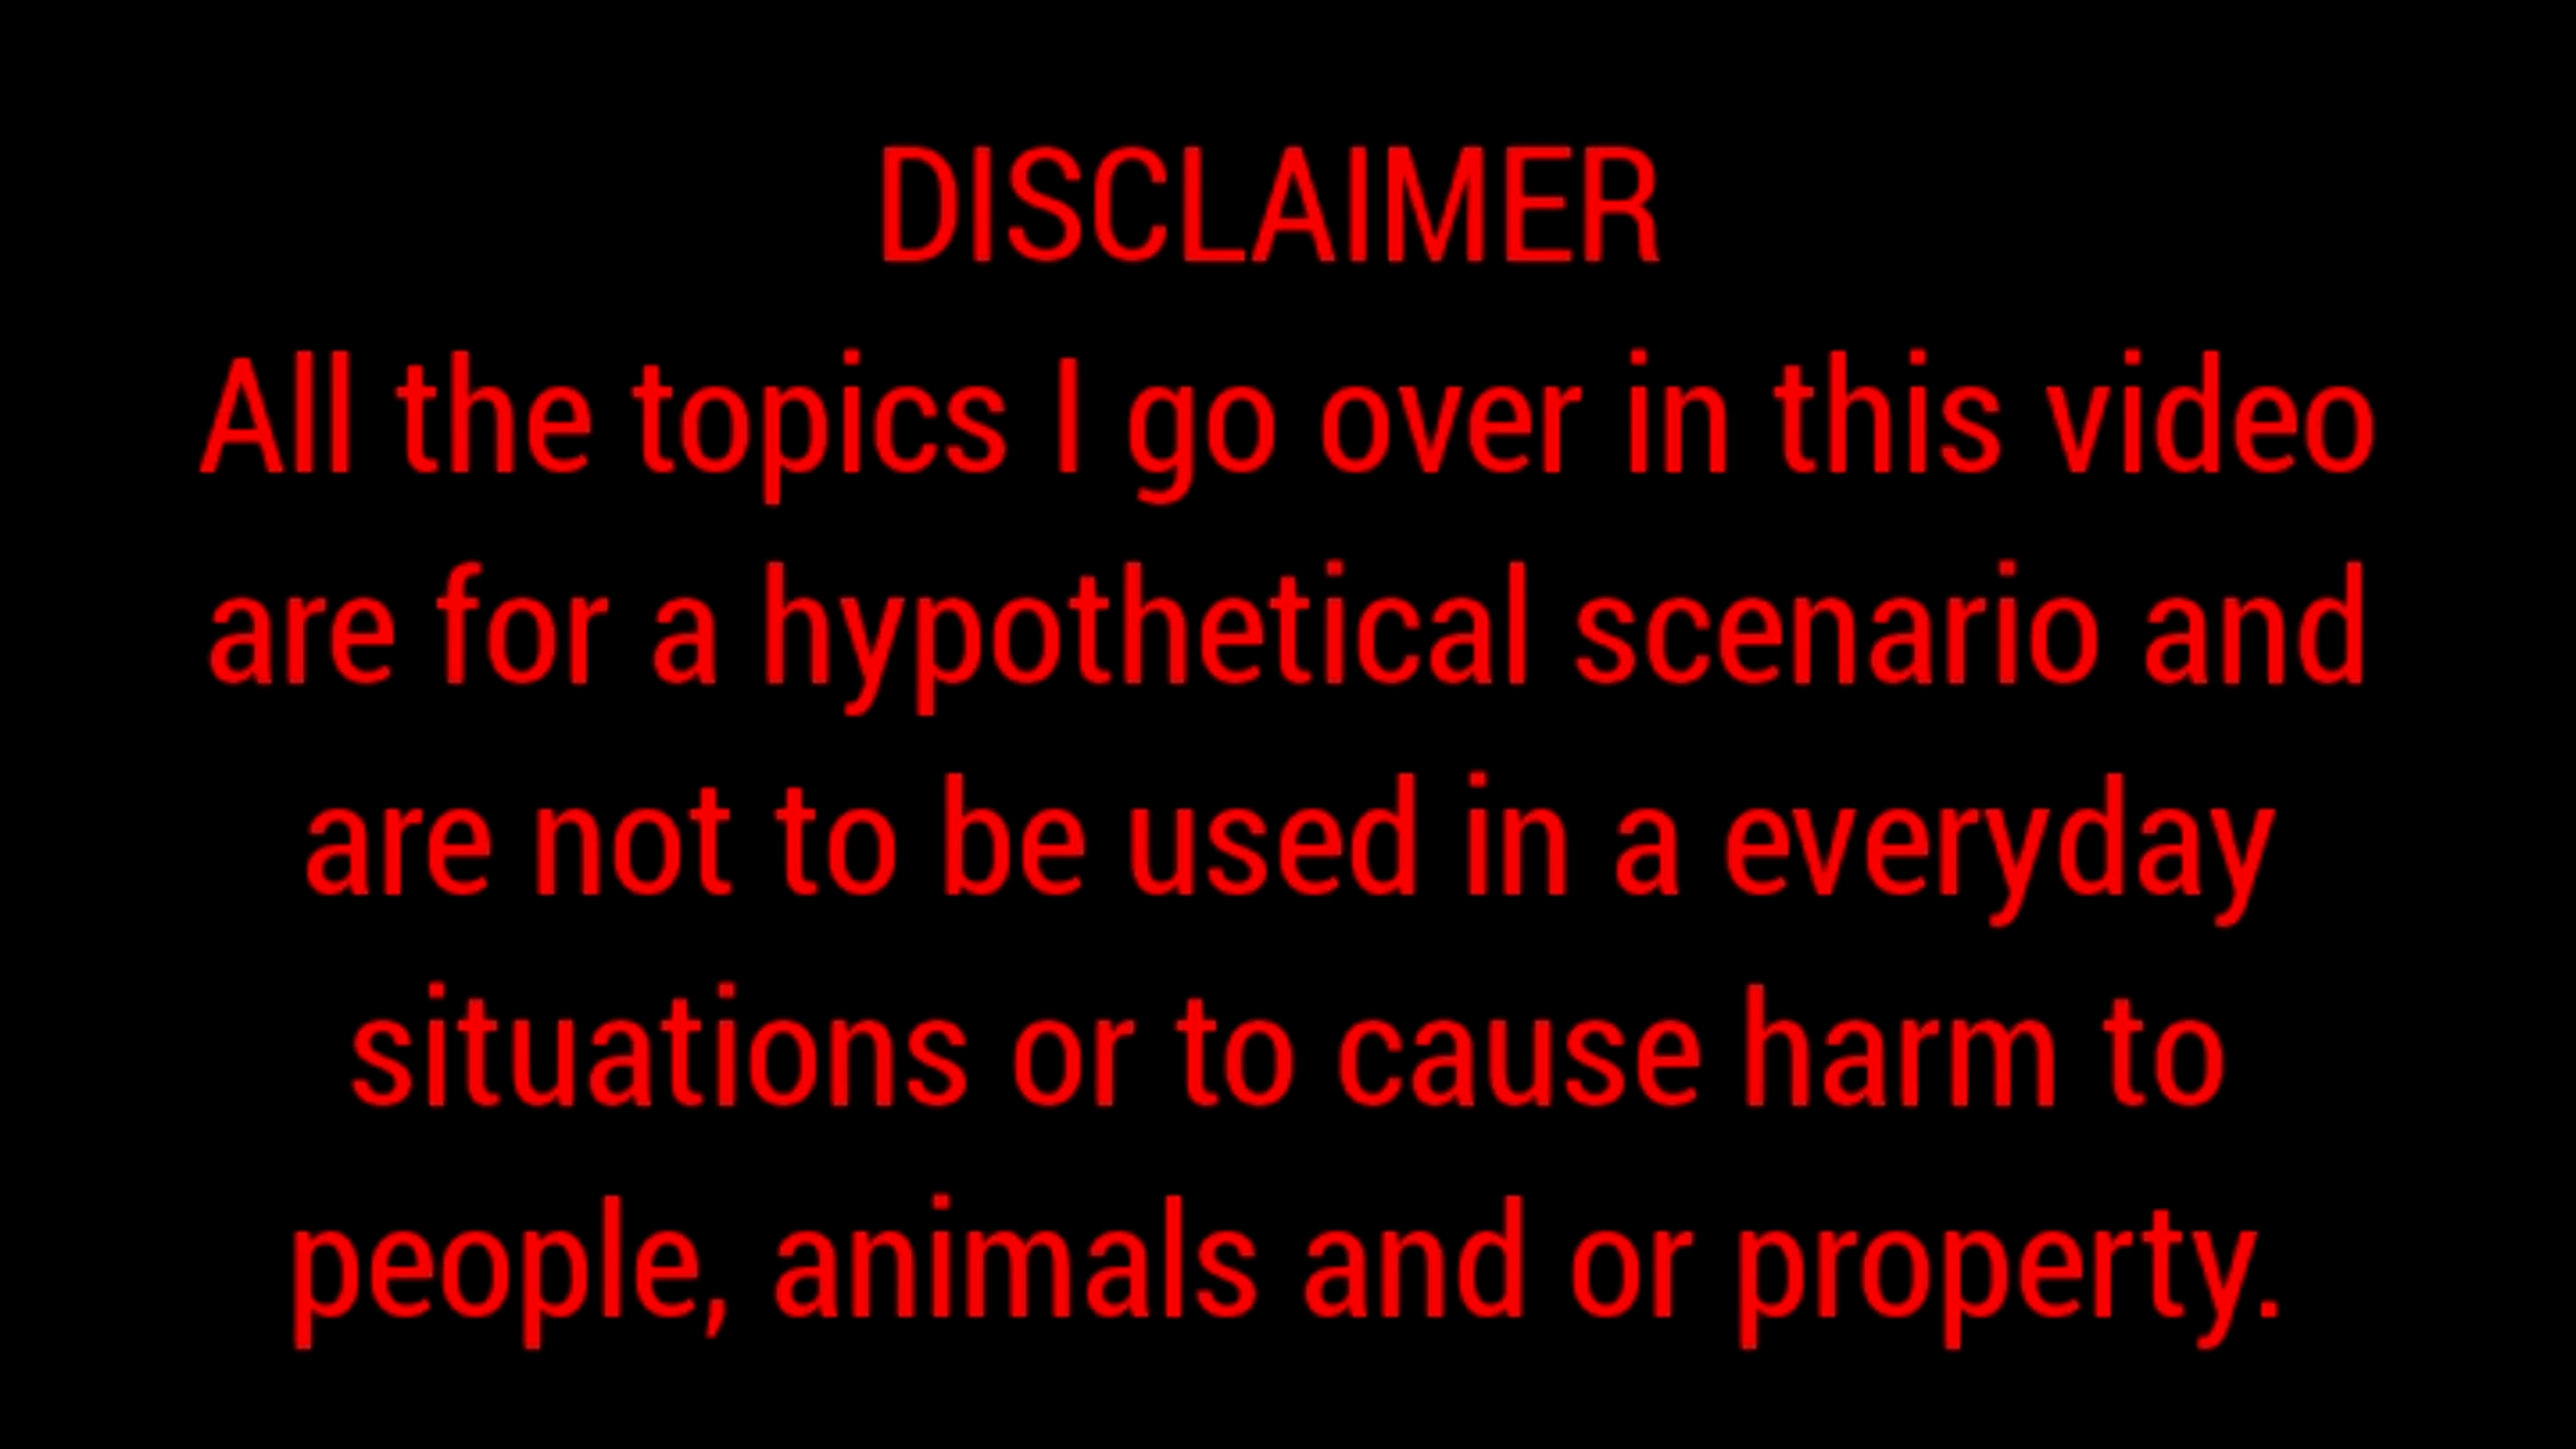 DISCLAIMER
All the topics I go over in this video
are for a hypothetical scenario and
are not to be used in a everyday
situations or to cause harm to
people, animals and or property.